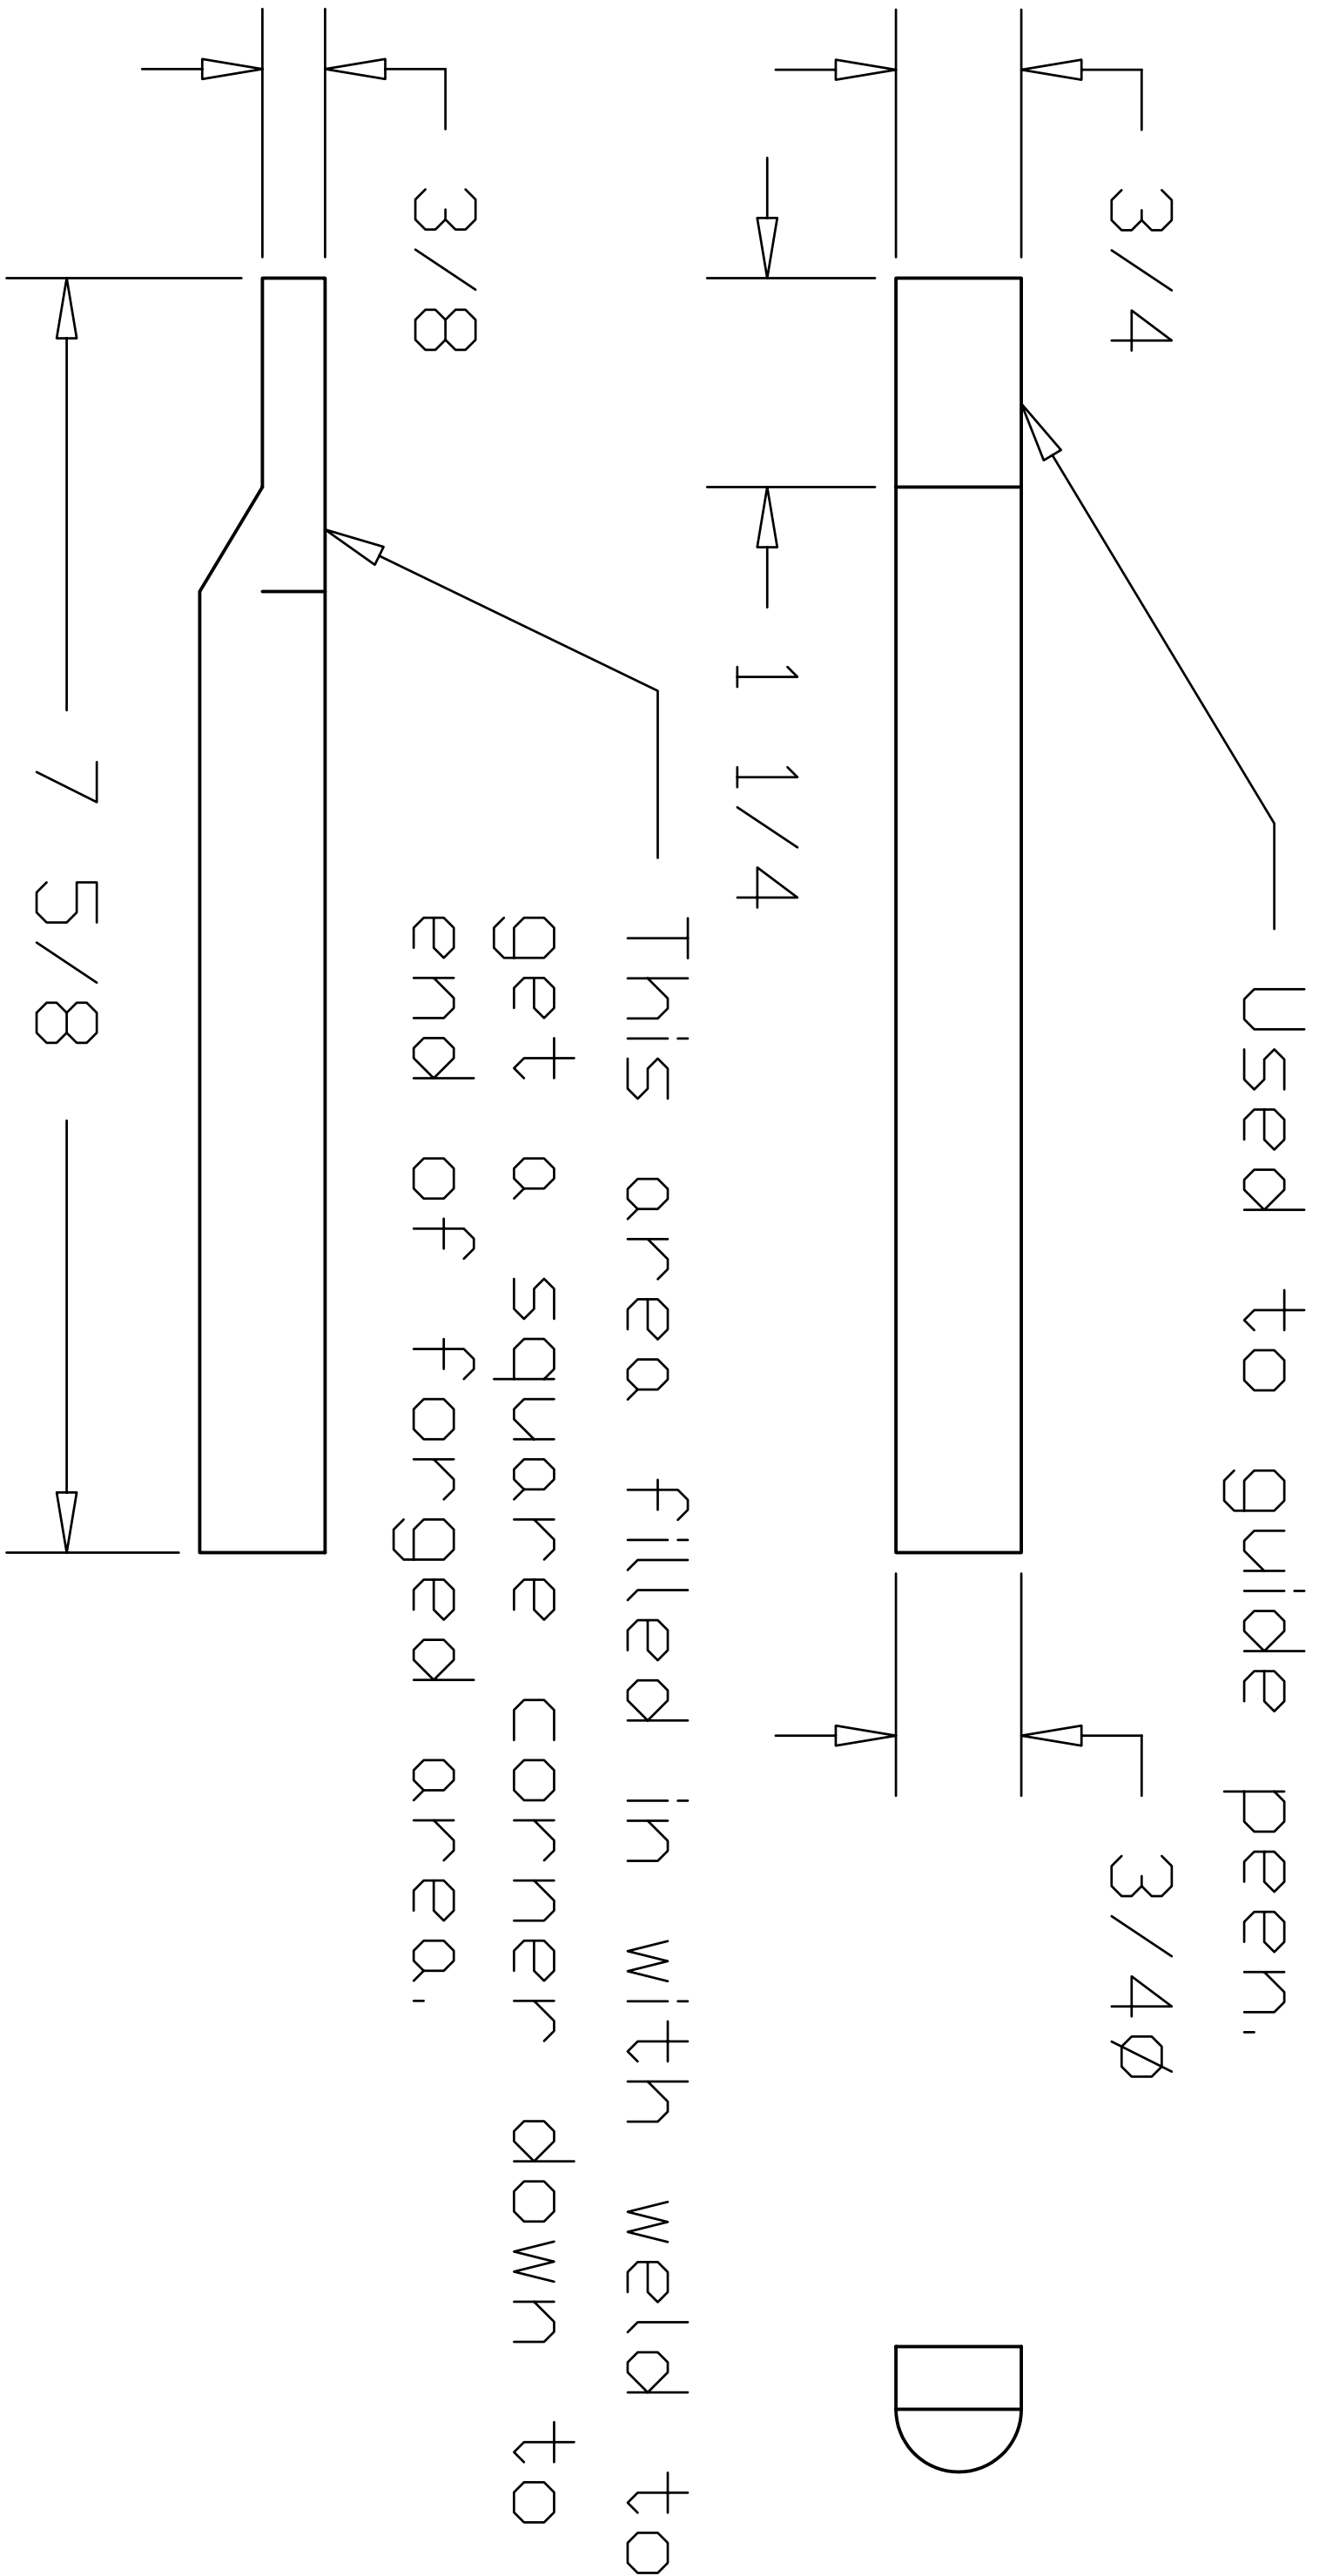 Used to guide peen.
3/4
3/4Ø
1 1/4
This area filled in with weld to
get a square corner down to
end of forged area.
3/8
7 5/8